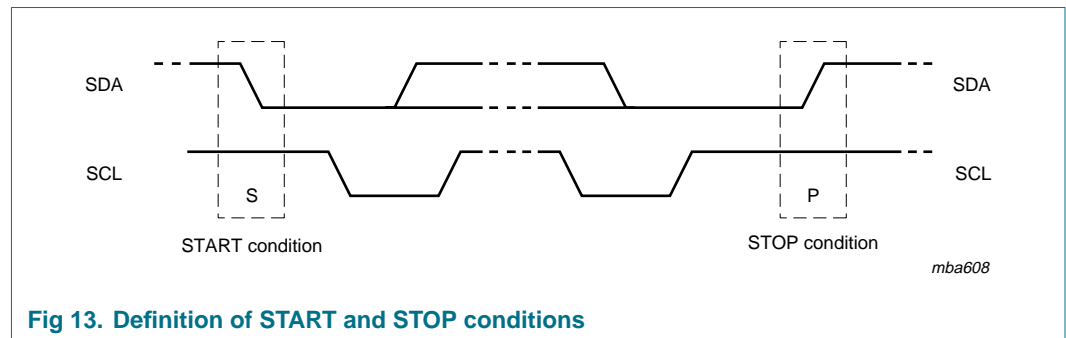 SDA SDA
SCL SCL
S P
START condition STOP condition
mba608
Fig 13. Definition of START and STOP conditions